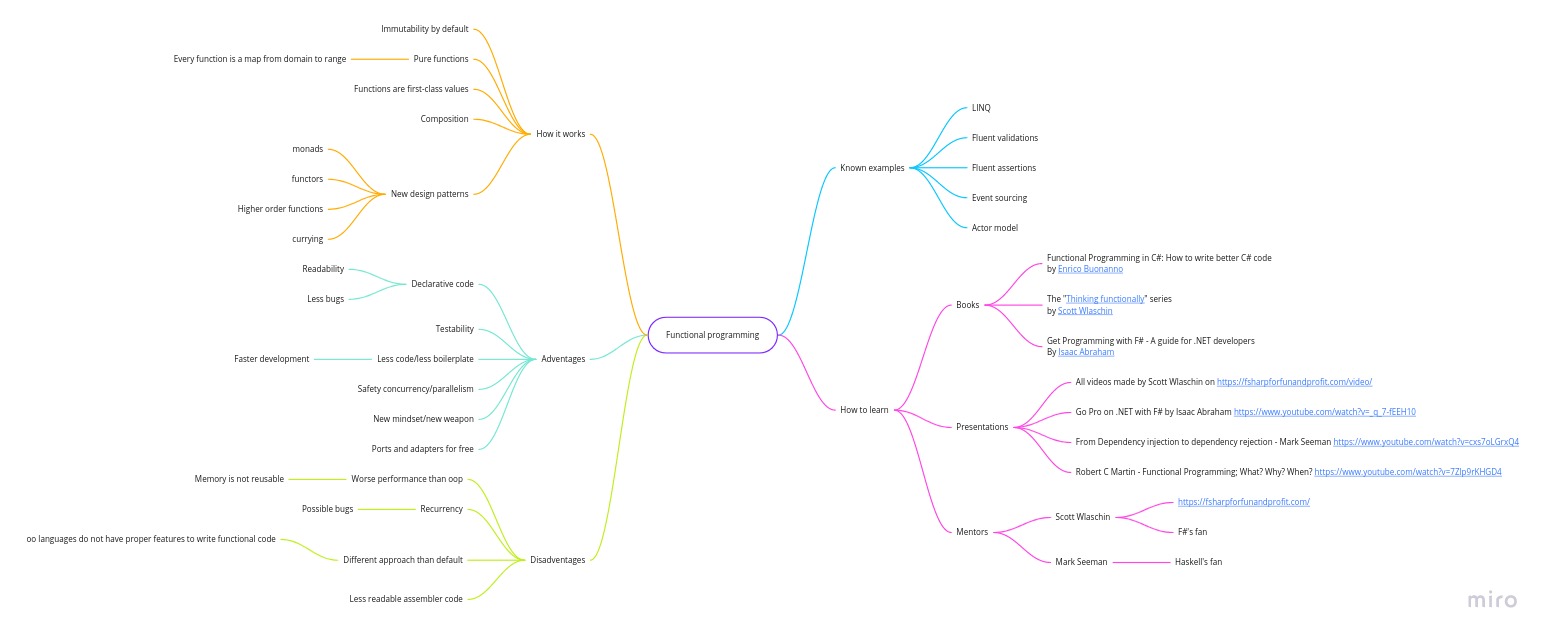 Functional programming
How it works
Immutability by default
Pure functions
Every function is a map from domain to range
Functions are first-class values
Composition
New design patterns
monads
functors
Higher order functions
currying
Adventages
Declarative code
Readability
Less bugs
Testability
Less code/less boilerplate
Faster development
Safety concurrency/parallelism
New mindset/new weapon
Ports and adapters for free
Disadventages
Worse performance than oop
Memory is not reusable
Recurrency
Possible bugs
Different approach than default
oo languages do not have proper features to write functional code
Less readable assembler code
Known examples
LINQ
Fluent validations
Fluent assertions
Event sourcing
Actor model
How to learn
Books
Functional Programming in C#: How to write better C# code
by Enrico Buonanno
The "Thinking functionally" series
by Scott Wlaschin
Get Programming with F# - A guide for .NET developers
By Isaac Abraham
Presentations
All videos made by Scott Wlaschin on https://fsharpforfunandprofit.com/video/
Go Pro on .NET with F# by Isaac Abraham https://www.youtube.com/watch?v=_q_7-fEEH10
From Dependency injection to dependency rejection - Mark Seeman https://www.youtube.com/watch?v=cxs7oLGrxQ4
Robert C Martin - Functional Programming; What? Why? When? https://www.youtube.com/watch?v=7Zlp9rKHGD4
Mentors
Scott Wlaschin
https://fsharpforfunandprofit.com/
F#'s fan
Mark Seeman
Haskell's fan
miro